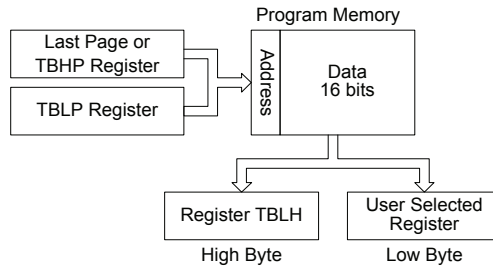 Program Memory
Last Page or
TBHP Register
TBLP Register
Address
Data
16 bits
Register TBLH
High Byte
User Selected
Register
Low Byte